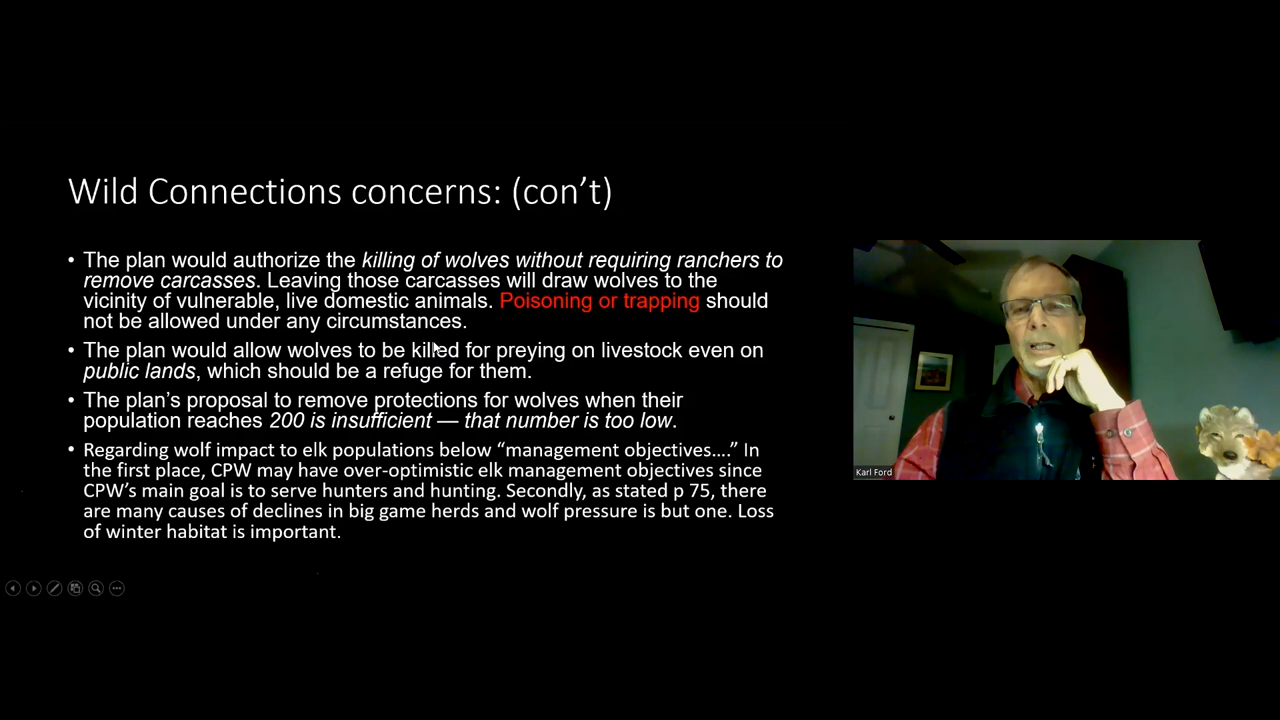 Wild Connections concerns: (con’t)
• The plan would authorize the killing of wolves without requiring ranchers to
remove carcasses. Leaving those carcasses will draw wolves to the
vicinity of vulnerable, live domestic animals. Poisoning or trapping should
not be allowed under any circumstances.
• The plan would allow wolves to be killed for preying on livestock even on
public lands, which should be a refuge for them.
• The plan’s proposal to remove protections for wolves when their
population reaches 200 is insufficient — that number is too low.
• Regarding wolf impact to elk populations below “management objectives....” In
the first place, CPW may have over-optimistic elk management objectives since
CPW’s main goal is to serve hunters and hunting. Secondly, as stated p 75, there
are many causes of declines in big game herds and wolf pressure is but one. Loss
of winter habitat is important.
Karl Ford